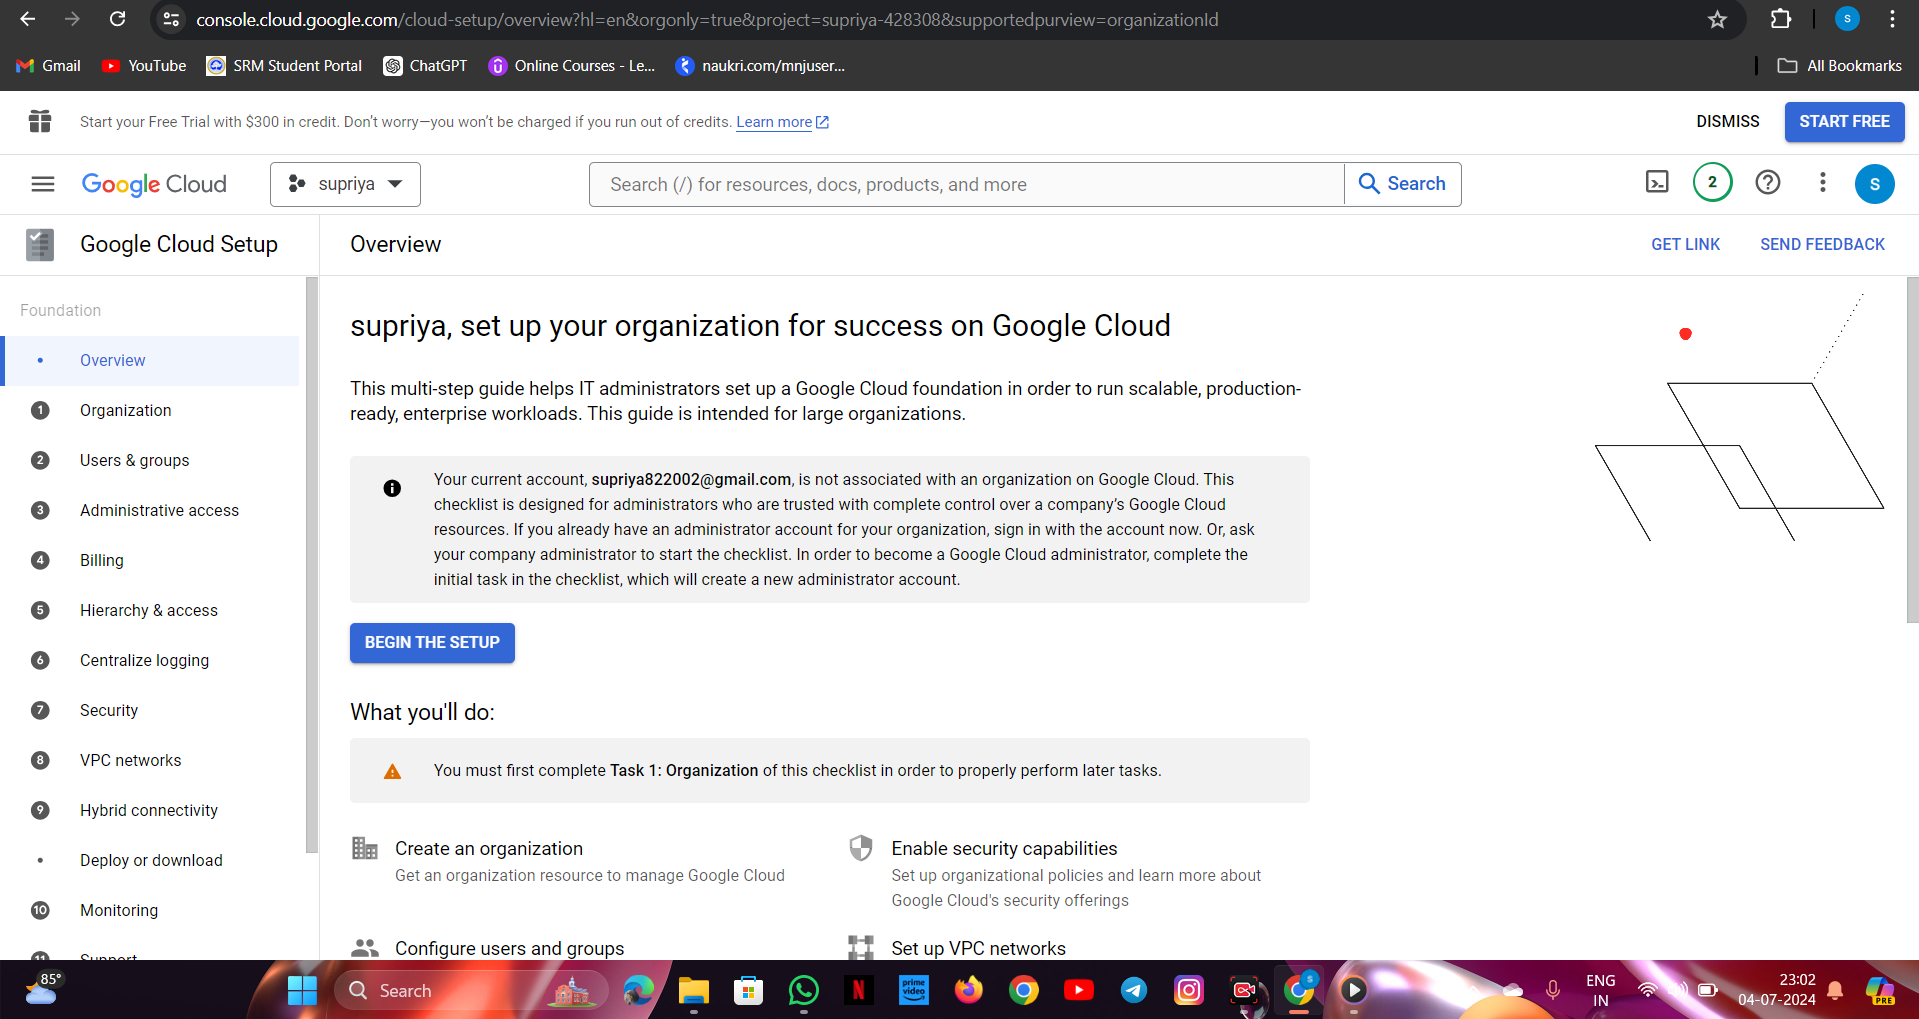 console.cloud.google.com/cloud-setup/overview?hl=en&orgonly=true&project=supriya-428308&supportedpurview=organizationId
S
Gmail
YouTube
SRM Student Portal
ChatGPT
Online Courses - Le...
naukri.com/mnjuser...
All Bookmarks
Start your Free Trial with $300 in credit. Don't worry—you won't be charged if you run out of credits. Learn more
DISMISS
START FREE
Google Cloud
supriya
Search (/) for resources, docs, products, and more
Search
2
S
Google Cloud Setup
Overview
GET LINK
SEND FEEDBACK
Foundation
Overview
1 Organization
2 Users & groups
3 Administrative access
4 Billing
5 Hierarchy & access
6 Centralize logging
7 Security
8 VPC networks
9 Hybrid connectivity
Deploy or download
10 Monitoring
11 Support
supriya, set up your organization for success on Google Cloud
This multi-step guide helps IT administrators set up a Google Cloud foundation in order to run scalable, production-
ready, enterprise workloads. This guide is intended for large organizations.
Your current account, supriya822002@gmail.com, is not associated with an organization on Google Cloud. This
checklist is designed for administrators who are trusted with complete control over a company's Google Cloud
resources. If you already have an administrator account for your organization, sign in with the account now. Or, ask
your company administrator to start the checklist. In order to become a Google Cloud administrator, complete the
initial task in the checklist, which will create a new administrator account.
BEGIN THE SETUP
What you'll do:
You must first complete Task 1: Organization of this checklist in order to properly perform later tasks.
Create an organization
Get an organization resource to manage Google Cloud
Enable security capabilities
Set up organizational policies and learn more about
Google Cloud's security offerings
Configure users and groups
Set up VPC networks
85°
Search
prime
video
N
S
ENG
IN
23:02
04-07-2024
PRE